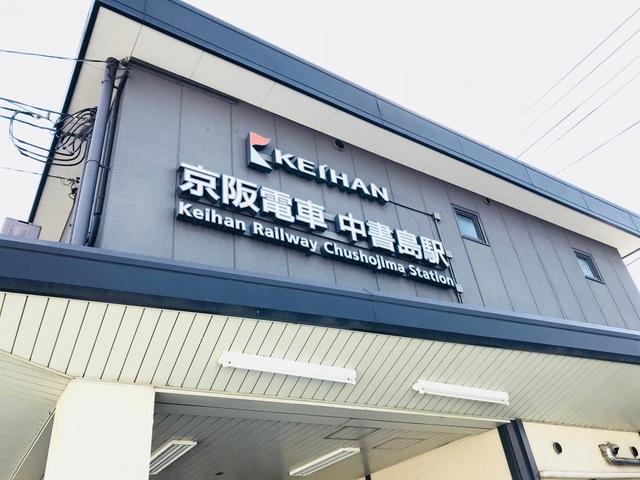 KEIHAN
京阪電車 中書島駅
Keihan Railway Chushojima Station